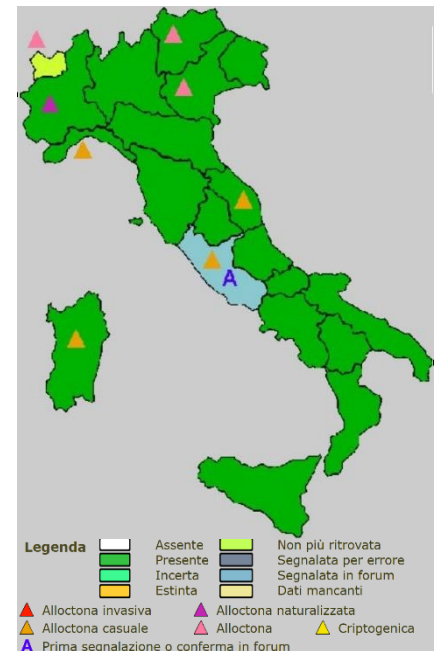 A
Legenda
Assente Non più ritrovata
Presente Segnalata per errore
Incerta Segnalata in forum
Estinta Dati mancanti
Alloctona invasiva Alloctona naturalizzata
Alloctona casuale Alloctona Criptogenica
A Prima segnalazione o conferma in forum